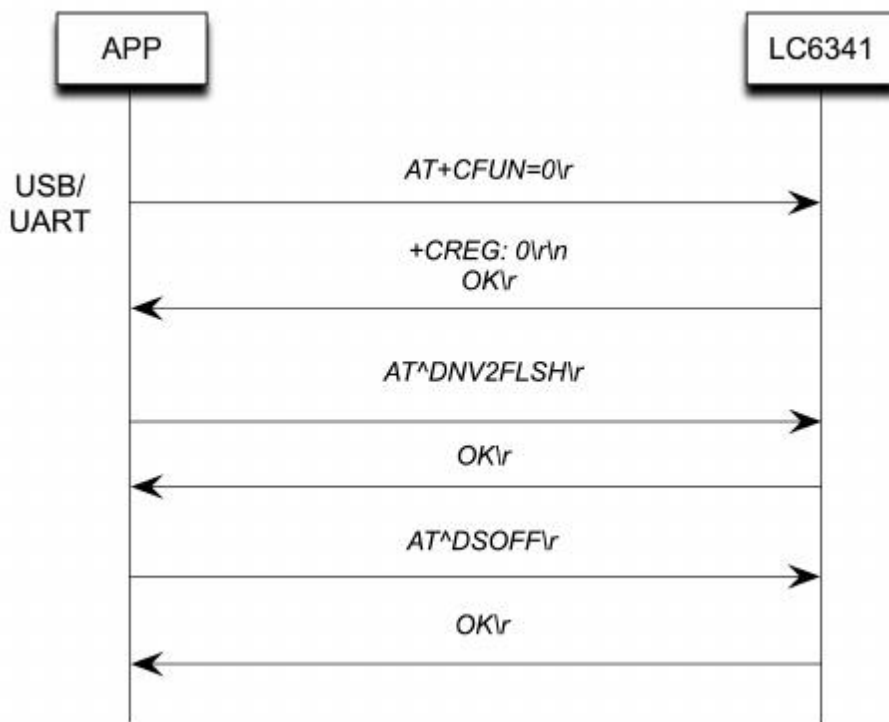 APP
LC6341
USB/
UART
AT+CFUN=0\r
+CREG: 0\r\n
OK\r
AT^DNV2FLSH\r
OK\r
AT^DSOFF\r
OK\r